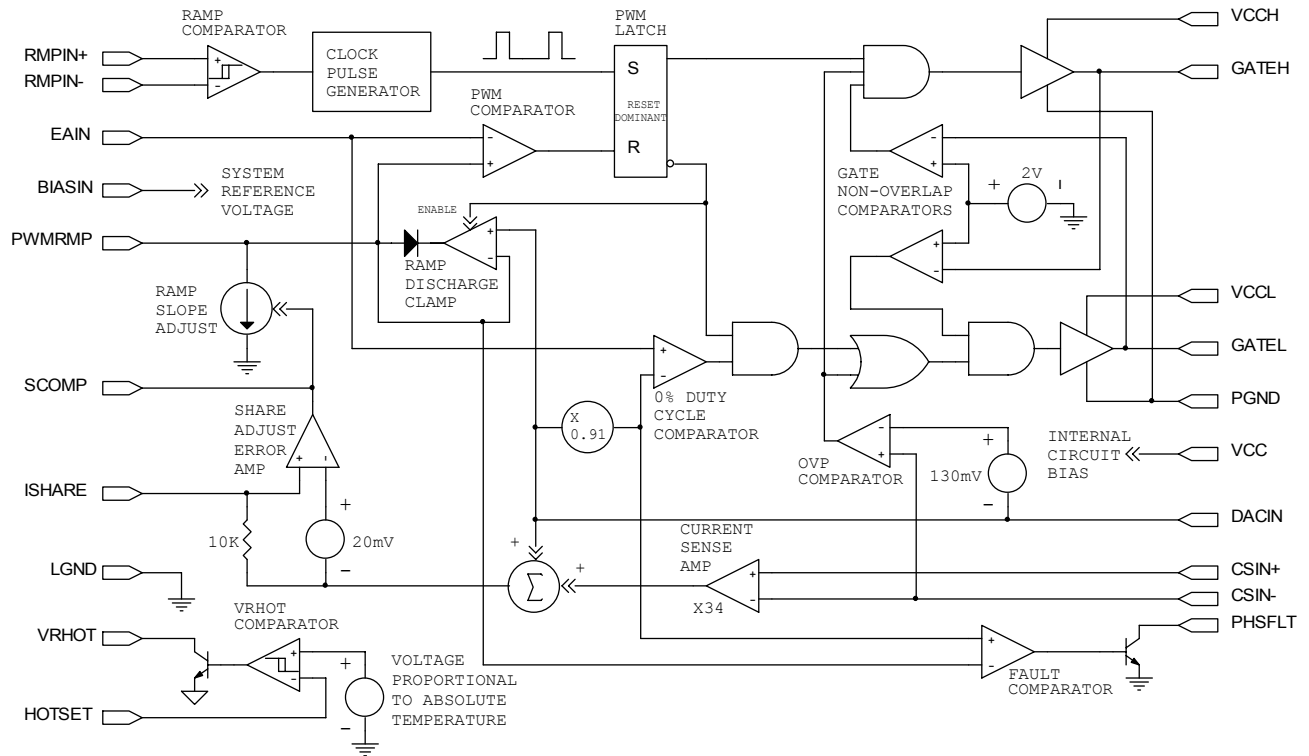 RAMP
COMPARATOR
RMPIN+
RMPIN-
+
-
CLOCK
PULSE
GENERATOR
PWM
LATCH
S
RESET
DOMINANT
R
VCCH
GATEH
EAIN
PWM
COMPARATOR
-
+
BIASIN
SYSTEM
REFERENCE
VOLTAGE
-
+
GATE
NON-OVERLAP
COMPARATORS
+
2V
-
+
-
PWMRMP
ENABLE
+
-
RAMP
DISCHARGE
CLAMP
RAMP
SLOPE
ADJUST
VCCL
GATEL
PGND
SCOMP
+
-
0% DUTY
CYCLE
COMPARATOR
X
0.91
SHARE
ADJUST
ERROR
AMP
+
-
-
+
OVP
COMPARATOR
+
130mV
-
INTERNAL
CIRCUIT
BIAS
VCC
ISHARE
10K
+
20mV
-
DACIN
CURRENT
SENSE
AMP
X34
+
-
+
+
Σ
CSIN+
CSIN-
LGND
VRHOT
COMPARATOR
VRHOT
+
-
+
-
VOLTAGE
PROPORTIONAL
TO ABSOLUTE
TEMPERATURE
HOTSET
+
-
FAULT
COMPARATOR
PHSFLT